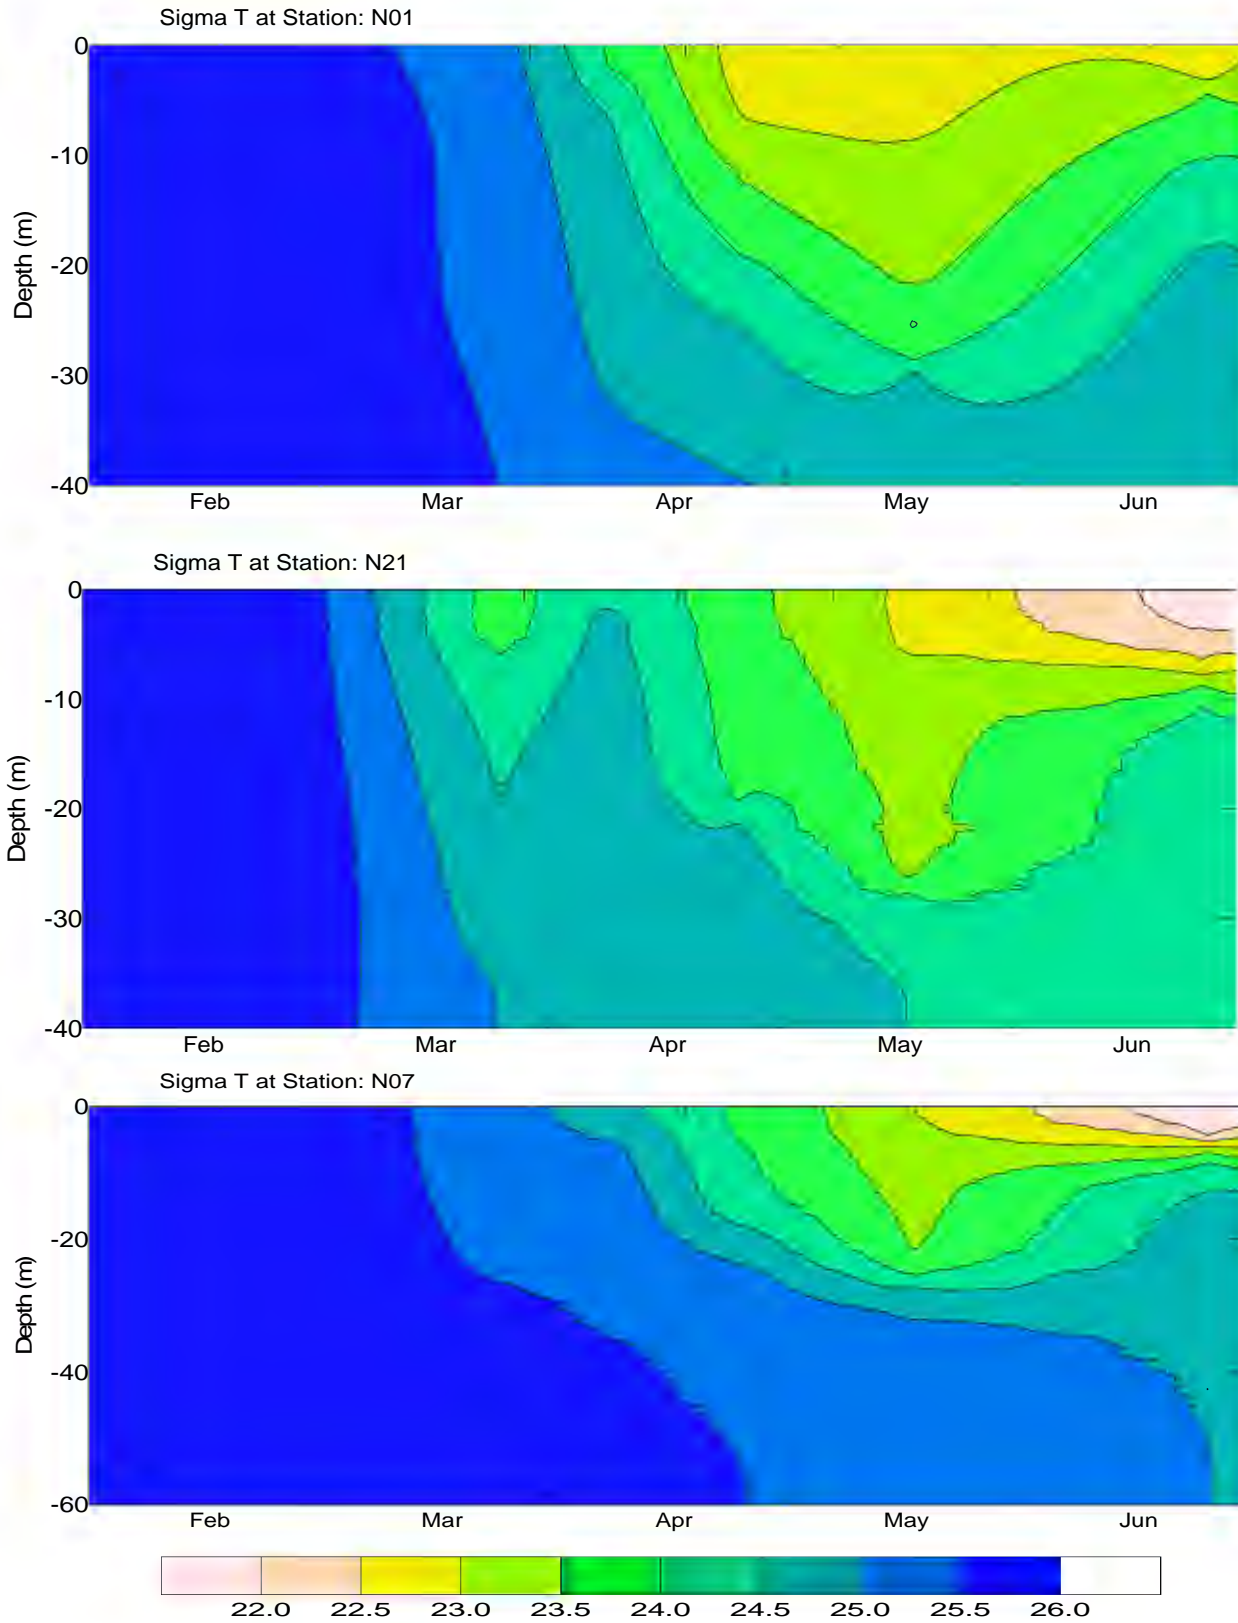 Sigma T at Station: N01
0
-10
-20
-30
-40
Depth (m)
Feb Mar Apr May Jun
Sigma T at Station: N21
0
-10
-20
-30
-40
Depth (m)
Feb Mar Apr May Jun
Sigma T at Station: N07
0
-20
-40
-60
Depth (m)
Feb Mar Apr May Jun
22.0 22.5 23.0 23.5 24.0 24.5 25.0 25.5 26.0